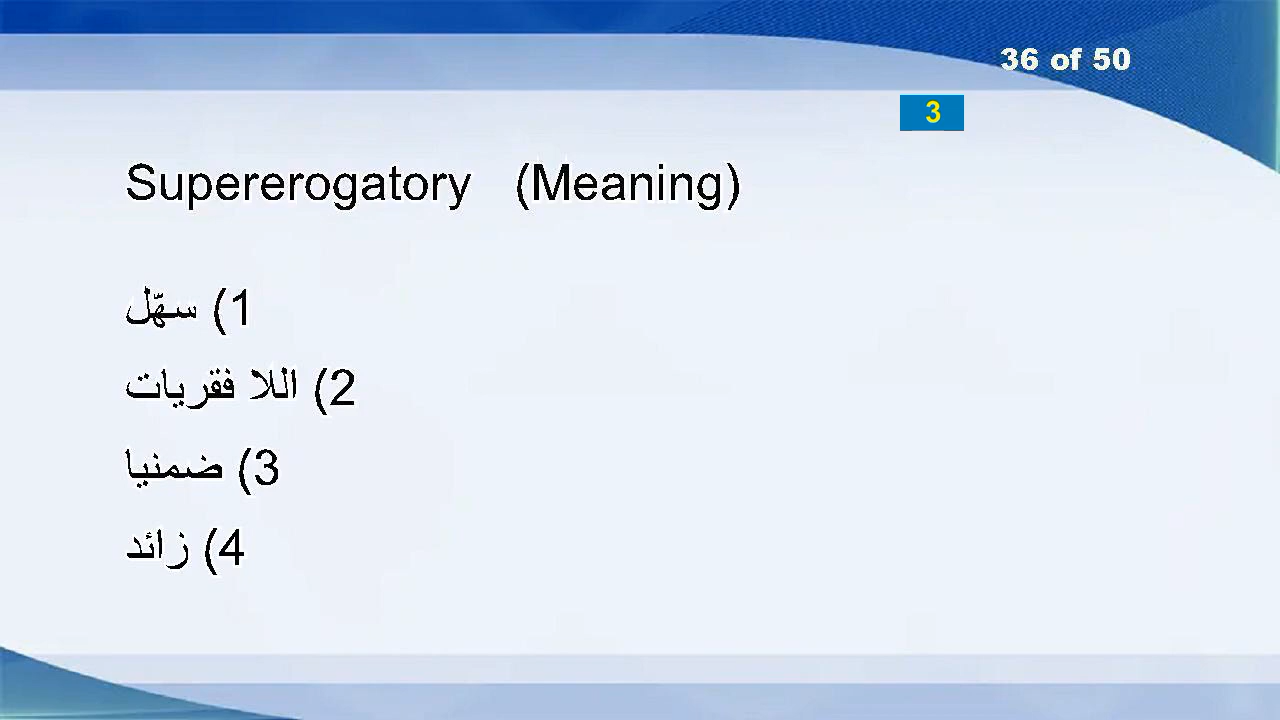 36 of 50
3
Supererogatory (Meaning)
1) سهّل
2) اللا فقريات
3) ضمنيا
4) زائد